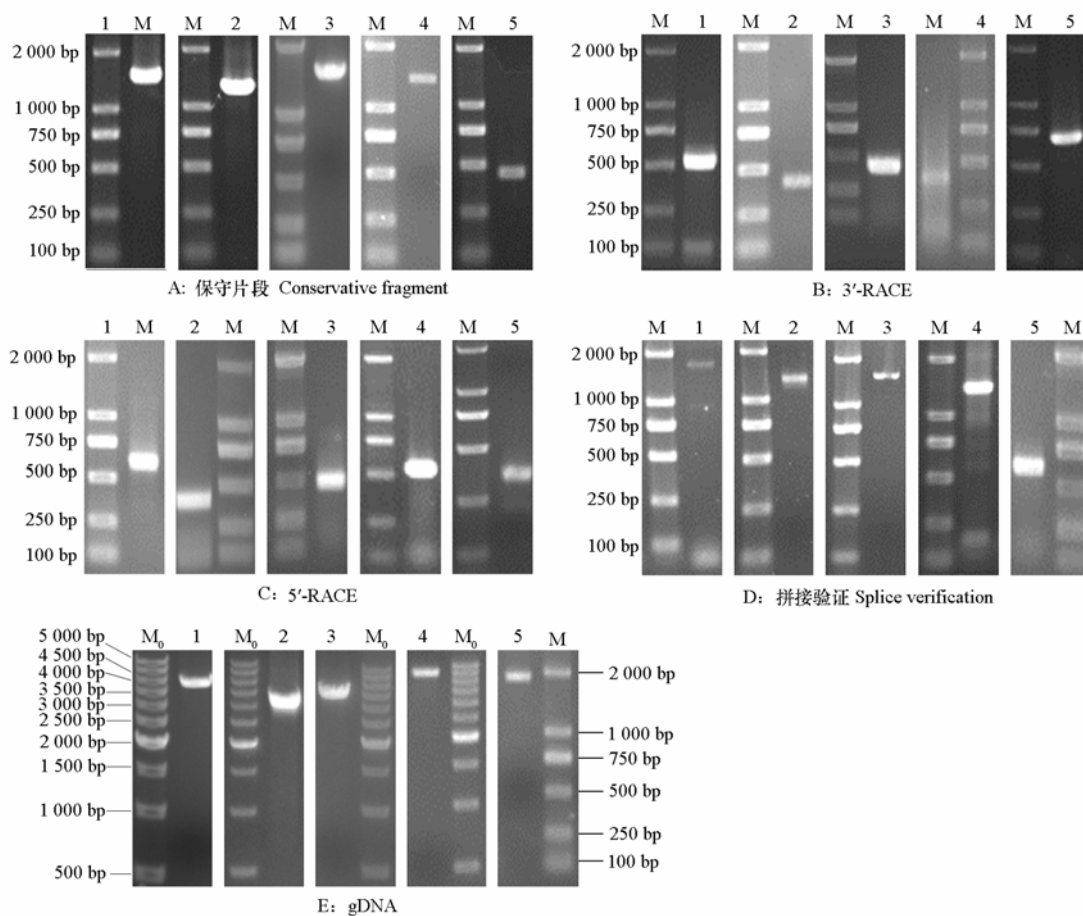 1 M M 2 M 3 M 4 M 5
2 000 bp
1 000 bp
750 bp
500 bp
250 bp
100 bp
A: 保守片段 Conservative fragment
M 1 M 2 M 3 M 4 M 5
2 000 bp
1 000 bp
750 bp
500 bp
250 bp
100 bp
B：3′-RACE
1 M 2 M M 3 M 4 M 5
2 000 bp
1 000 bp
750 bp
500 bp
250 bp
100 bp
C：5′-RACE
M 1 M 2 M 3 M 4 5 M
2 000 bp
1 000 bp
750 bp
500 bp
250 bp
100 bp
D：拼接验证 Splice verification
M₀ 1 M₀ 2 3 M₀ 4 M₀ 5 M
5 000 bp
4 500 bp
4 000 bp
3 500 bp
3 000 bp
2 500 bp
2 000 bp
1 500 bp
1 000 bp
500 bp
2 000 bp
1 000 bp
750 bp
500 bp
250 bp
100 bp
E：gDNA